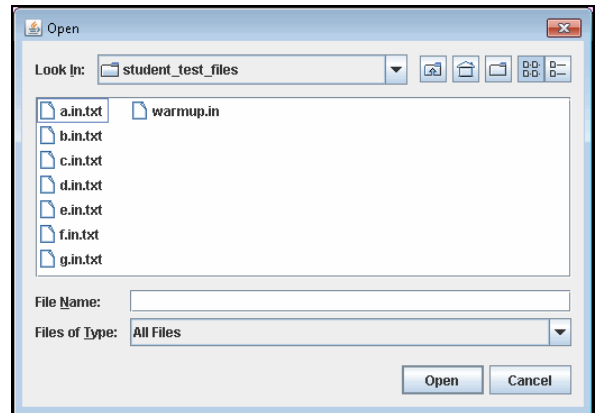 Open
Look In: student_test_files
a.in.txt warmup.in
b.in.txt
c.in.txt
d.in.txt
e.in.txt
f.in.txt
g.in.txt
File Name:
Files of Type: All Files
Open Cancel